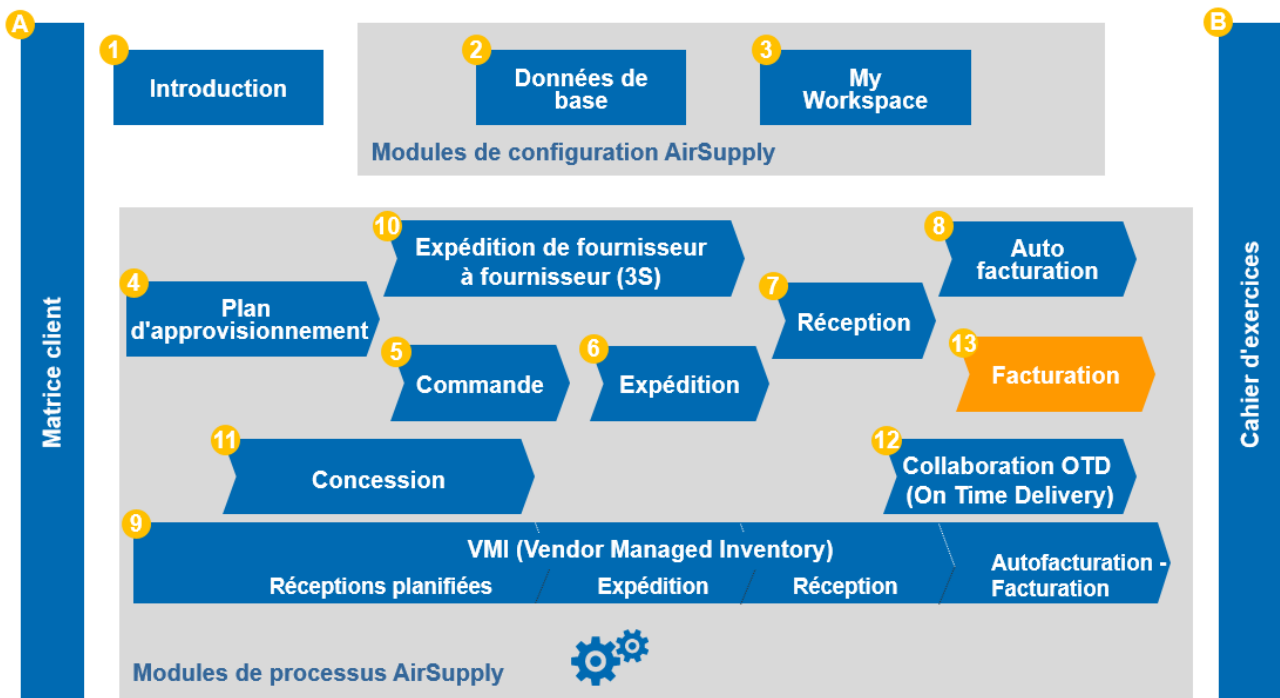 A
Matrice client
1
Introduction
2
Données de
base
3
My
Workspace
Modules de configuration AirSupply
B
Cahier d'exercices
4
Plan
d'approvisionnement
10
Expédition de fournisseur
à fournisseur (3S)
5
Commande
6
Expédition
7
Réception
8
Auto
facturation
13
Facturation
11
Concession
12
Collaboration OTD
(On Time Delivery)
9
VMI (Vendor Managed Inventory)
Réceptions planifiées
Expédition
Réception
Autofacturation -
Facturation
Modules de processus AirSupply